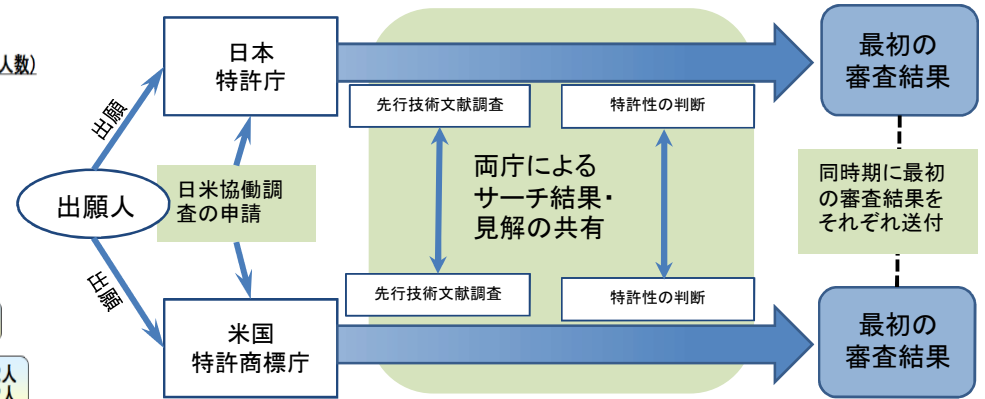 人数)
日本
特許庁
最初の
審査結果
出願
先行技術文献調査
特許性の判断
出願人
日米協働調
査の申請
両庁による
サーチ結果・
見解の共有
同時期に最初
の審査結果を
それぞれ送付
出願
先行技術文献調査
特許性の判断
米国
特許商標庁
最初の
審査結果
人
人